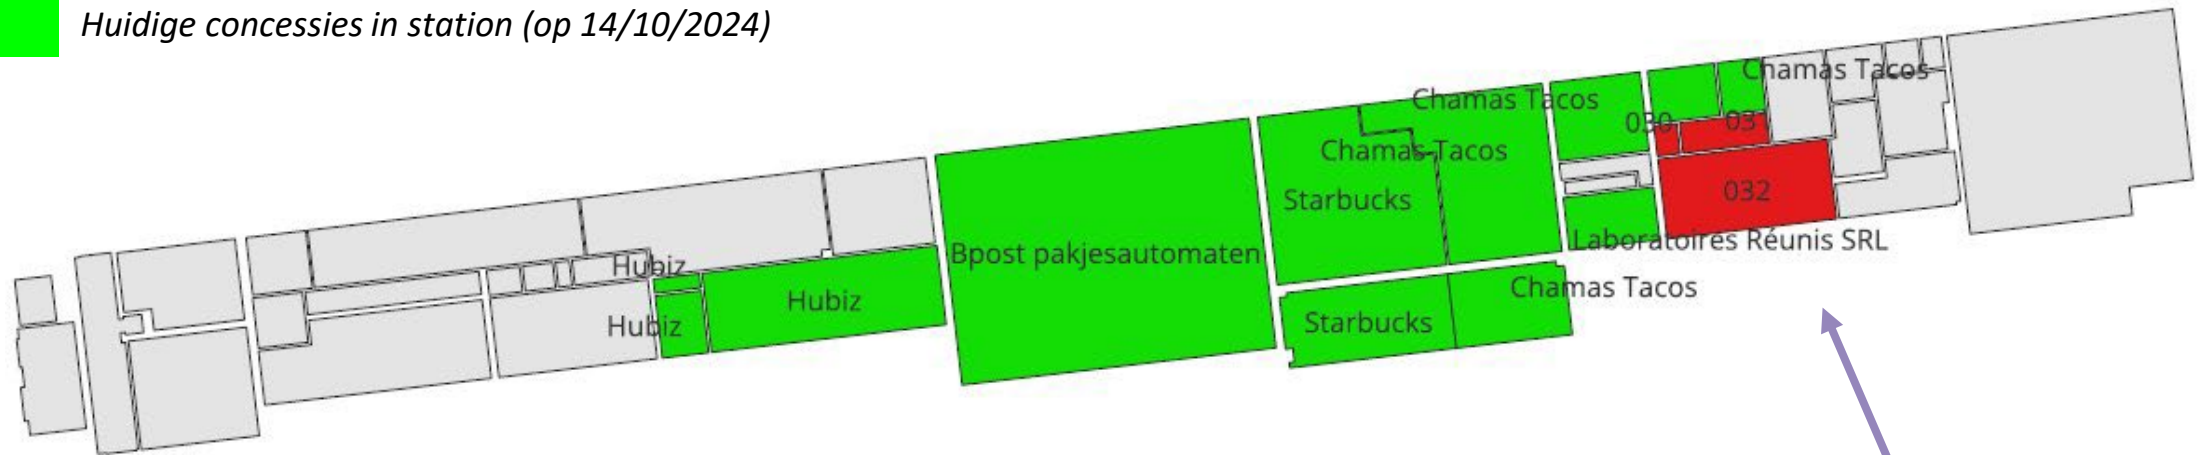 Huidige concessies in station (op 14/10/2024)
Chamas Tacos
Chamas Tacos
030
03
Chamas Tacos
032
Starbucks
Laboratoires Réunis SRL
Bpost pakjesautomaten
Hubiz
Chamas Tacos
Hubiz
Starbucks
Hubiz